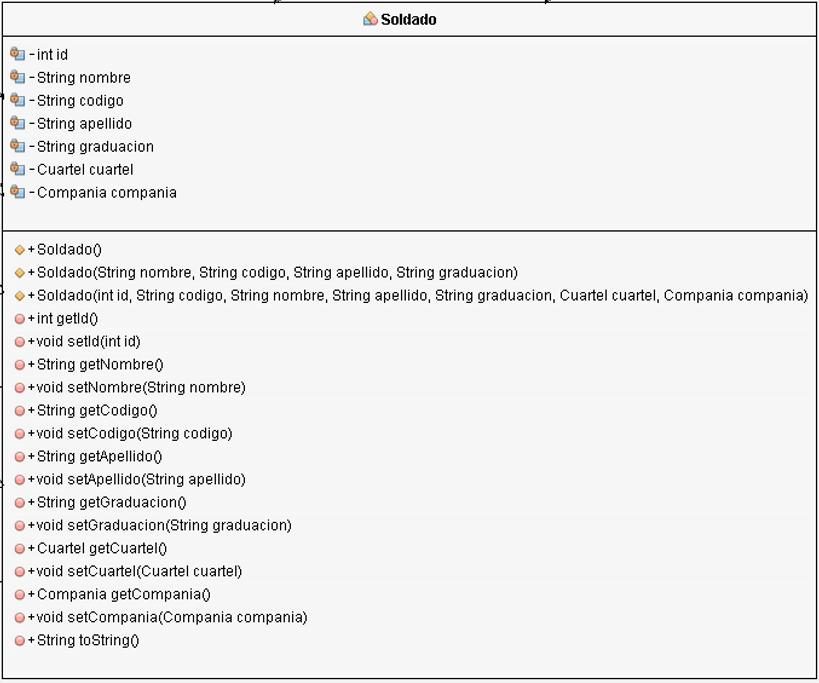 Soldado
- int id
- String nombre
- String codigo
- String apellido
- String graduacion
- Cuartel cuartel
- Compania compania
+ Soldado()
+ Soldado(String nombre, String codigo, String apellido, String graduacion)
+ Soldado(int id, String codigo, String nombre, String apellido, String graduacion, Cuartel cuartel, Compania compania)
+ int getId()
+ void setId(int id)
+ String getNombre()
+ void setNombre(String nombre)
+ String getCodigo()
+ void setCodigo(String codigo)
+ String getApellido()
+ void setApellido(String apellido)
+ String getGraduacion()
+ void setGraduacion(String graduacion)
+ Cuartel getCuartel()
+ void setCuartel(Cuartel cuartel)
+ Compania getCompania()
+ void setCompania(Compania compania)
+ String toString()